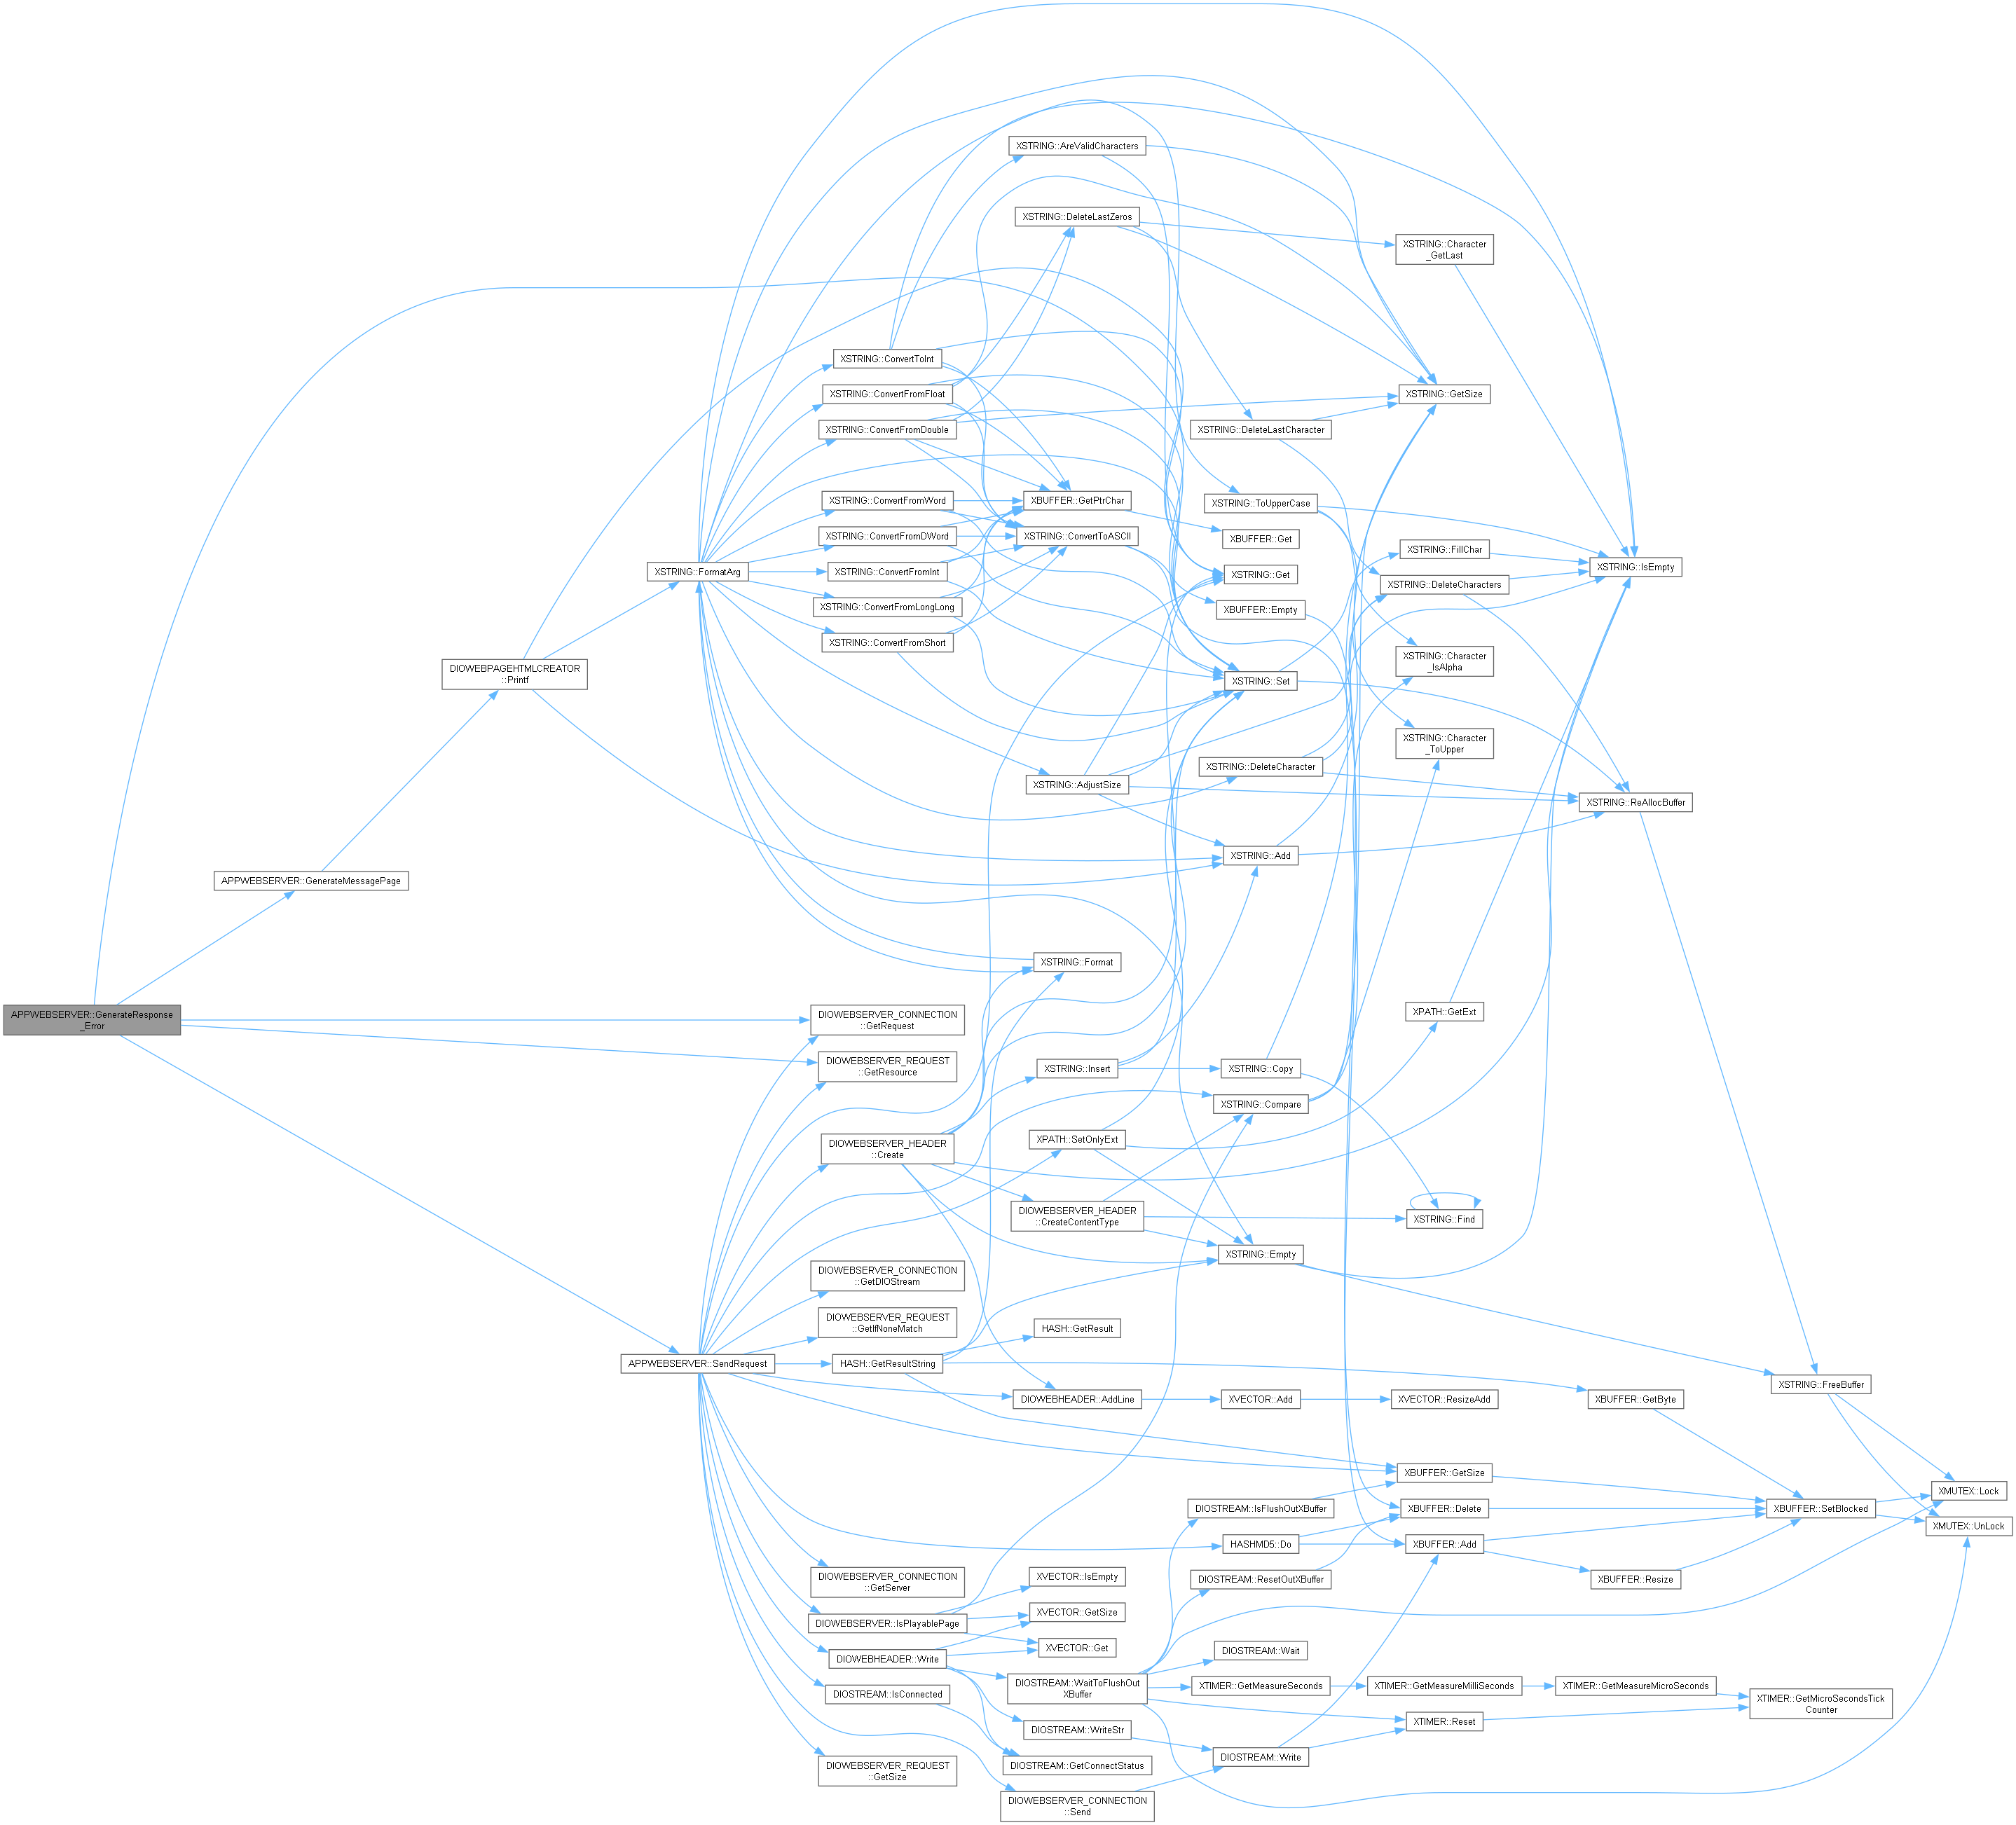 XSTRING::AreValidCharacters
XSTRING::DeleteLastZeros
XSTRING::Character
_GetLast
XSTRING::ConvertToInt
XSTRING::ConvertFromFloat
XSTRING::GetSize
XSTRING::ConvertFromDouble
XSTRING::DeleteLastCharacter
XSTRING::ConvertFromWord
XBUFFER::GetPtrChar
XSTRING::ToUpperCase
XSTRING::ConvertFromDWord
XSTRING::ConvertToASCII
XBUFFER::Get
XSTRING::FillChar
XSTRING::IsEmpty
XSTRING::FormatArg
XSTRING::ConvertFromInt
XSTRING::Get
XSTRING::DeleteCharacters
XSTRING::ConvertFromLongLong
XBUFFER::Empty
XSTRING::ConvertFromShort
DIOWEBPAGEHTMLCREATOR
::Printf
XSTRING::Character
_IsAlpha
XSTRING::Set
XSTRING::Character
_ToUpper
XSTRING::DeleteCharacter
XSTRING::AdjustSize
XSTRING::ReAllocBuffer
XSTRING::Add
APPWEBSERVER::GenerateMessagePage
XSTRING::Format
APPWEBSERVER::GenerateResponse
_Error
DIOWEBSERVER_CONNECTION
::GetRequest
XPATH::GetExt
DIOWEBSERVER_REQUEST
::GetResource
XSTRING::Insert
XSTRING::Copy
XSTRING::Compare
DIOWEBSERVER_HEADER
::Create
XPATH::SetOnlyExt
DIOWEBSERVER_HEADER
::CreateContentType
XSTRING::Find
XSTRING::Empty
DIOWEBSERVER_CONNECTION
::GetDIOStream
DIOWEBSERVER_REQUEST
::GetIfNoneMatch
HASH::GetResult
APPWEBSERVER::SendRequest
HASH::GetResultString
XSTRING::FreeBuffer
DIOWEBHEADER::AddLine
XVECTOR::Add
XVECTOR::ResizeAdd
XBUFFER::GetByte
XBUFFER::GetSize
XMUTEX::Lock
DIOSTREAM::IsFlushOutXBuffer
XBUFFER::Delete
XBUFFER::SetBlocked
XMUTEX::UnLock
HASHMD5::Do
XBUFFER::Add
DIOWEBSERVER_CONNECTION
::GetServer
XVECTOR::IsEmpty
DIOSTREAM::ResetOutXBuffer
XBUFFER::Resize
DIOWEBSERVER::IsPlayablePage
XVECTOR::GetSize
XVECTOR::Get
DIOWEBHEADER::Write
DIOSTREAM::Wait
DIOSTREAM::WaitToFlushOut
XBuffer
XTIMER::GetMeasureSeconds
XTIMER::GetMeasureMilliSeconds
XTIMER::GetMeasureMicroSeconds
DIOSTREAM::IsConnected
XTIMER::GetMicroSecondsTick
Counter
XTIMER::Reset
DIOSTREAM::WriteStr
DIOSTREAM::Write
DIOSTREAM::GetConnectStatus
DIOWEBSERVER_REQUEST
::GetSize
DIOWEBSERVER_CONNECTION
::Send